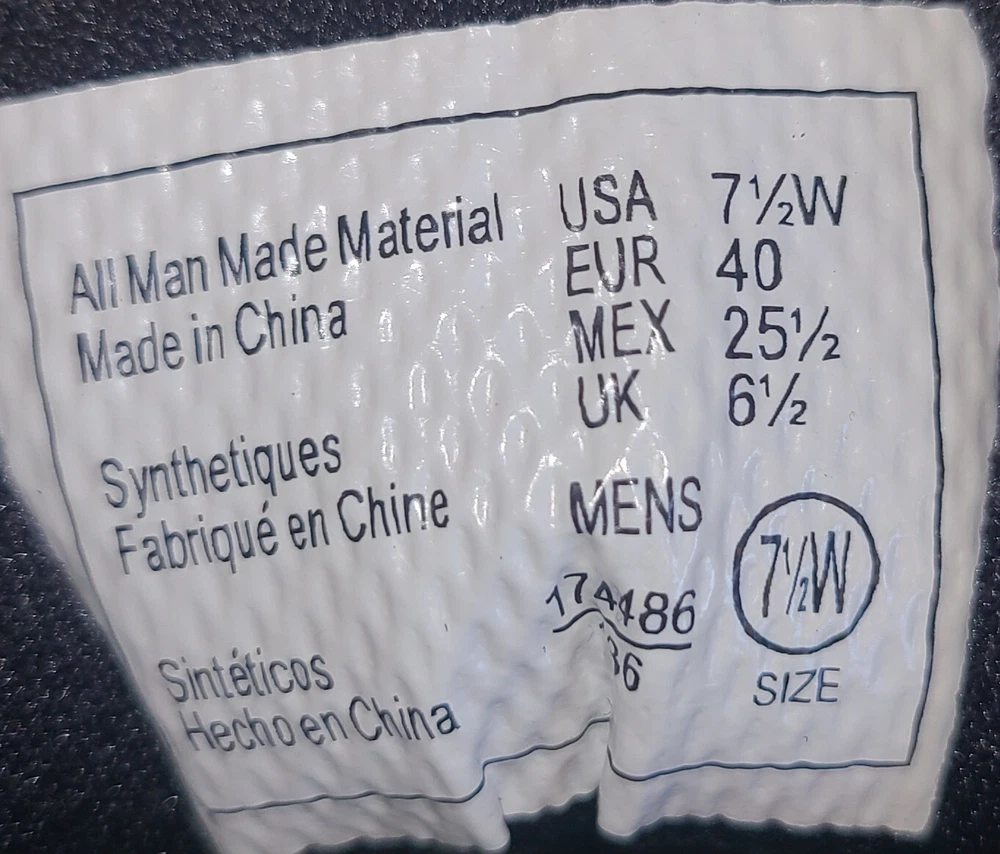 All Man Made Material
Made in China
Synthetiques
Fabriqué en Chine
Sintéticos
Hecho en China
USA 7½W
EUR 40
MEX 25½
UK 6½
MENS
174186
7½W
SIZE